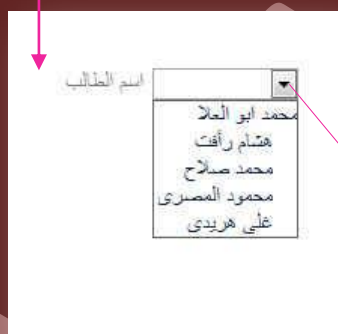 اسم الطالب
محمد ابو العلا
هشام رأفت
محمد صلاح
محمود المصرى
على هريدى